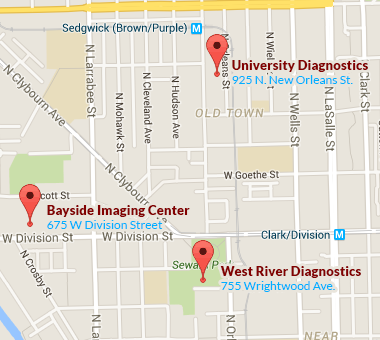 Sedgwick (Brown/Purple) M
N Larrabee St
N Clybourn Ave
N Mohawk St
N Cleveland Ave
N Hudson Ave
N Orleans St
N Wells St
N LaSalle St
Clark St
University Diagnostics
925 N. New Orleans St.
OLD TOWN
W Goethe St
N Clybourn Ave
Bayside Imaging Center
675 W Division Street
W Division St
W Division St
Clark/Division M
N Crosby St
West River Diagnostics
755 Wrightwood Ave.
NEAR